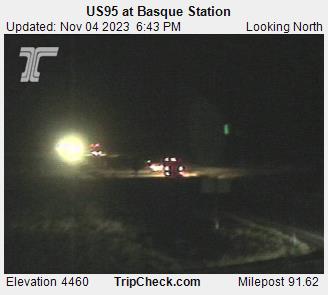 US95 at Basque Station
Updated: Nov 04 2023 6:43 PM Looking North
Elevation 4460 TripCheck.com Milepost 91.62